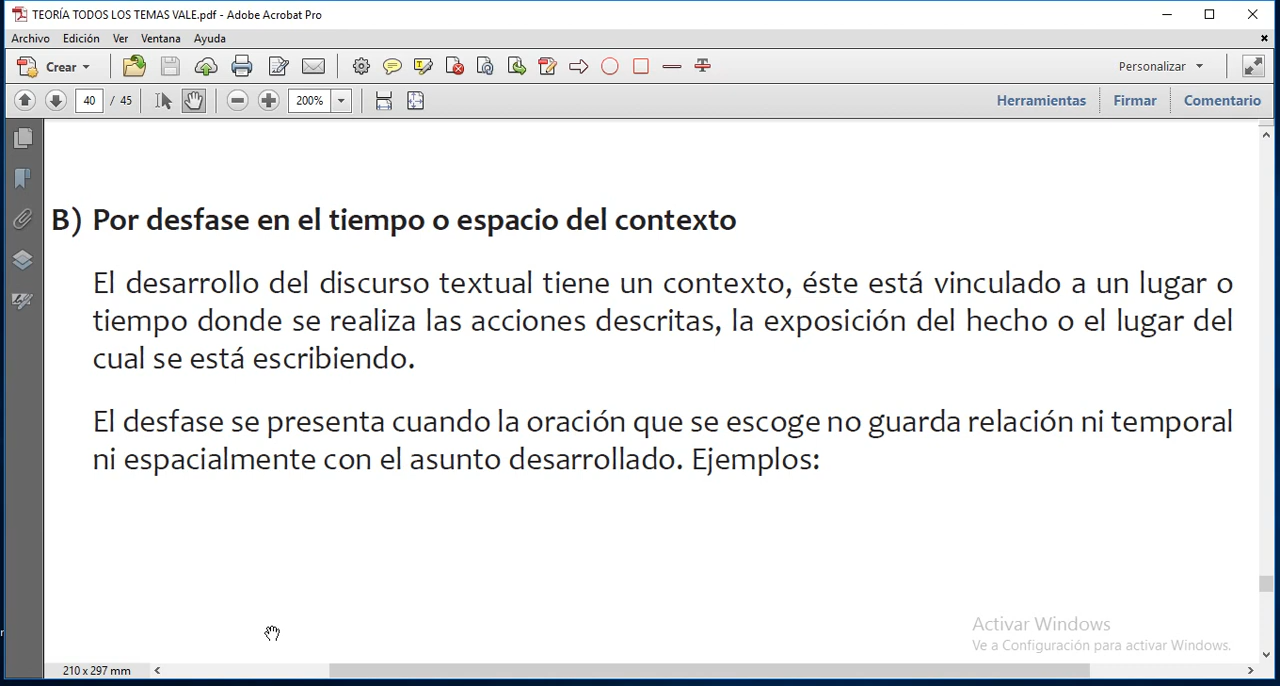 TEORÍA TODOS LOS TEMAS VALE.pdf - Adobe Acrobat Pro
Archivo Edición Ver Ventana Ayuda
Crear Personalizar
40 / 45 200% Herramientas Firmar Comentario
B) Por desfase en el tiempo o espacio del contexto
El desarrollo del discurso textual tiene un contexto, éste está vinculado a un lugar o
tiempo donde se realiza las acciones descritas, la exposición del hecho o el lugar del
cual se está escribiendo.
El desfase se presenta cuando la oración que se escoge no guarda relación ni temporal
ni espacialmente con el asunto desarrollado. Ejemplos:
Activar Windows
Ve a Configuración para activar Windows.
210 x 297 mm